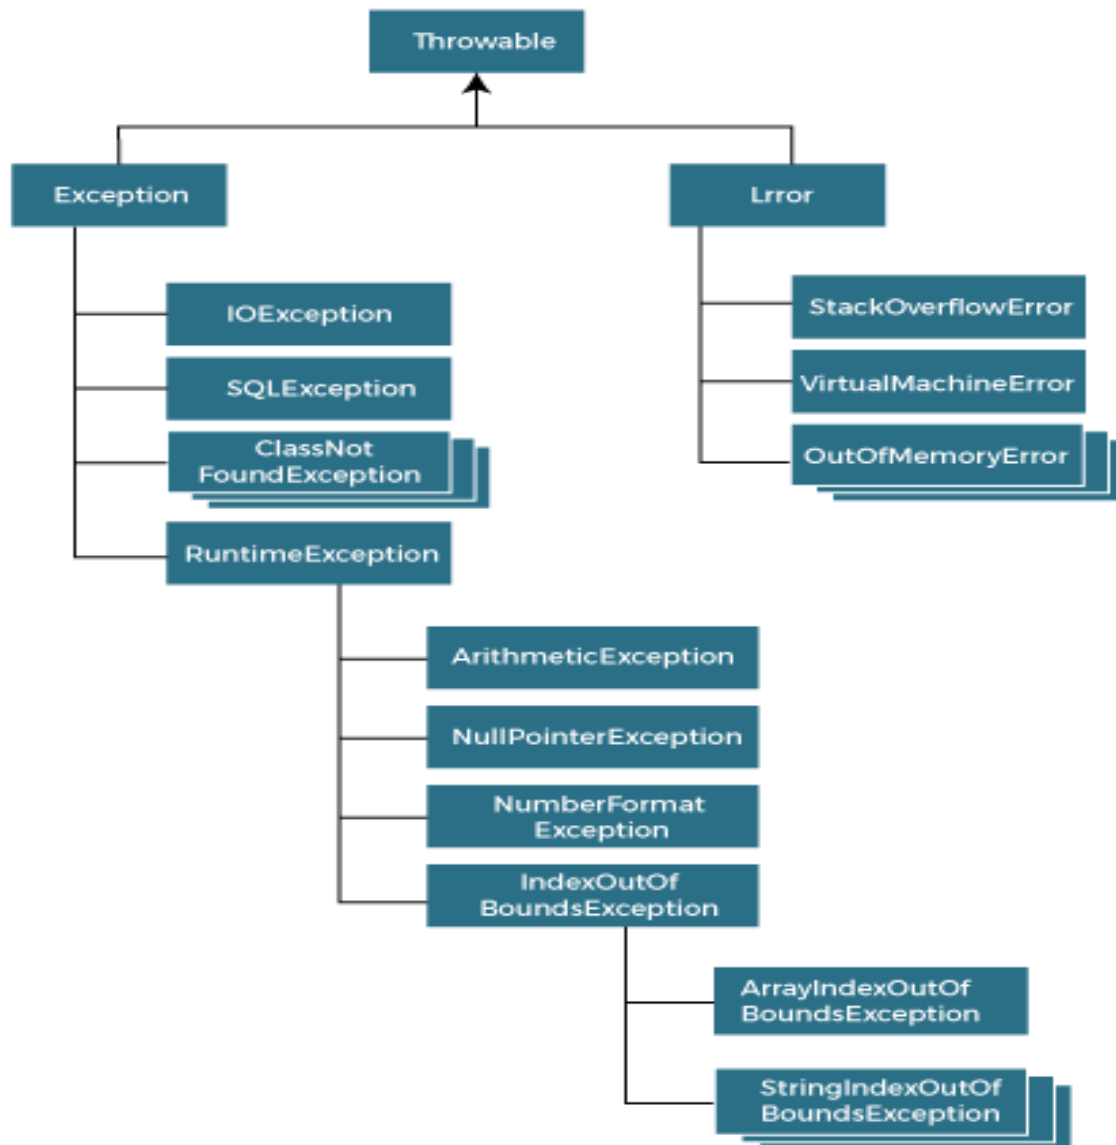 Throwable
Exception
Lrror
IOException
SQLException
ClassNot
FoundException
RuntimeException
StackOverflowError
VirtualMachineError
OutOfMemoryError
ArithmeticException
NullPointerException
NumberFormat
Exception
IndexOutOf
BoundsException
ArrayIndexOutOf
BoundsException
StringIndexOutOf
BoundsException